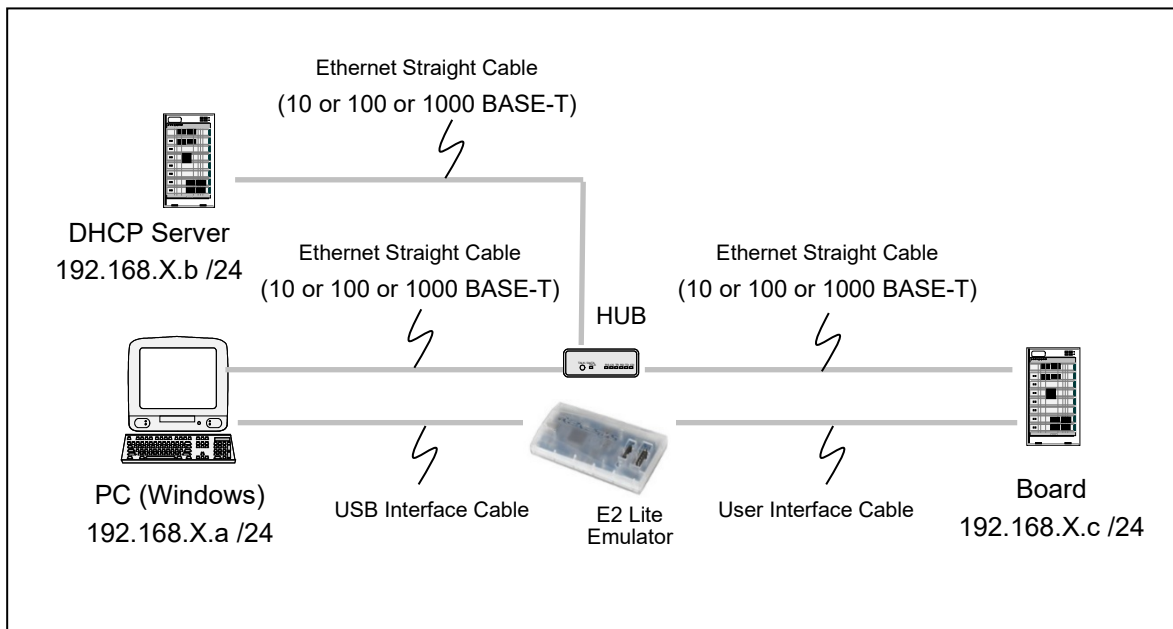 Ethernet Straight Cable
(10 or 100 or 1000 BASE-T)
DHCP Server
192.168.X.b /24
Ethernet Straight Cable
(10 or 100 or 1000 BASE-T)
Ethernet Straight Cable
(10 or 100 or 1000 BASE-T)
HUB
PC (Windows)
192.168.X.a /24
USB Interface Cable
E2 Lite
Emulator
User Interface Cable
Board
192.168.X.c /24